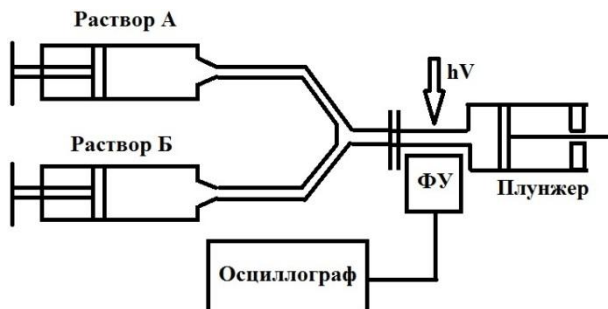 Раствор А
hV
Раствор Б
ФУ
Плунжер
Осциллограф